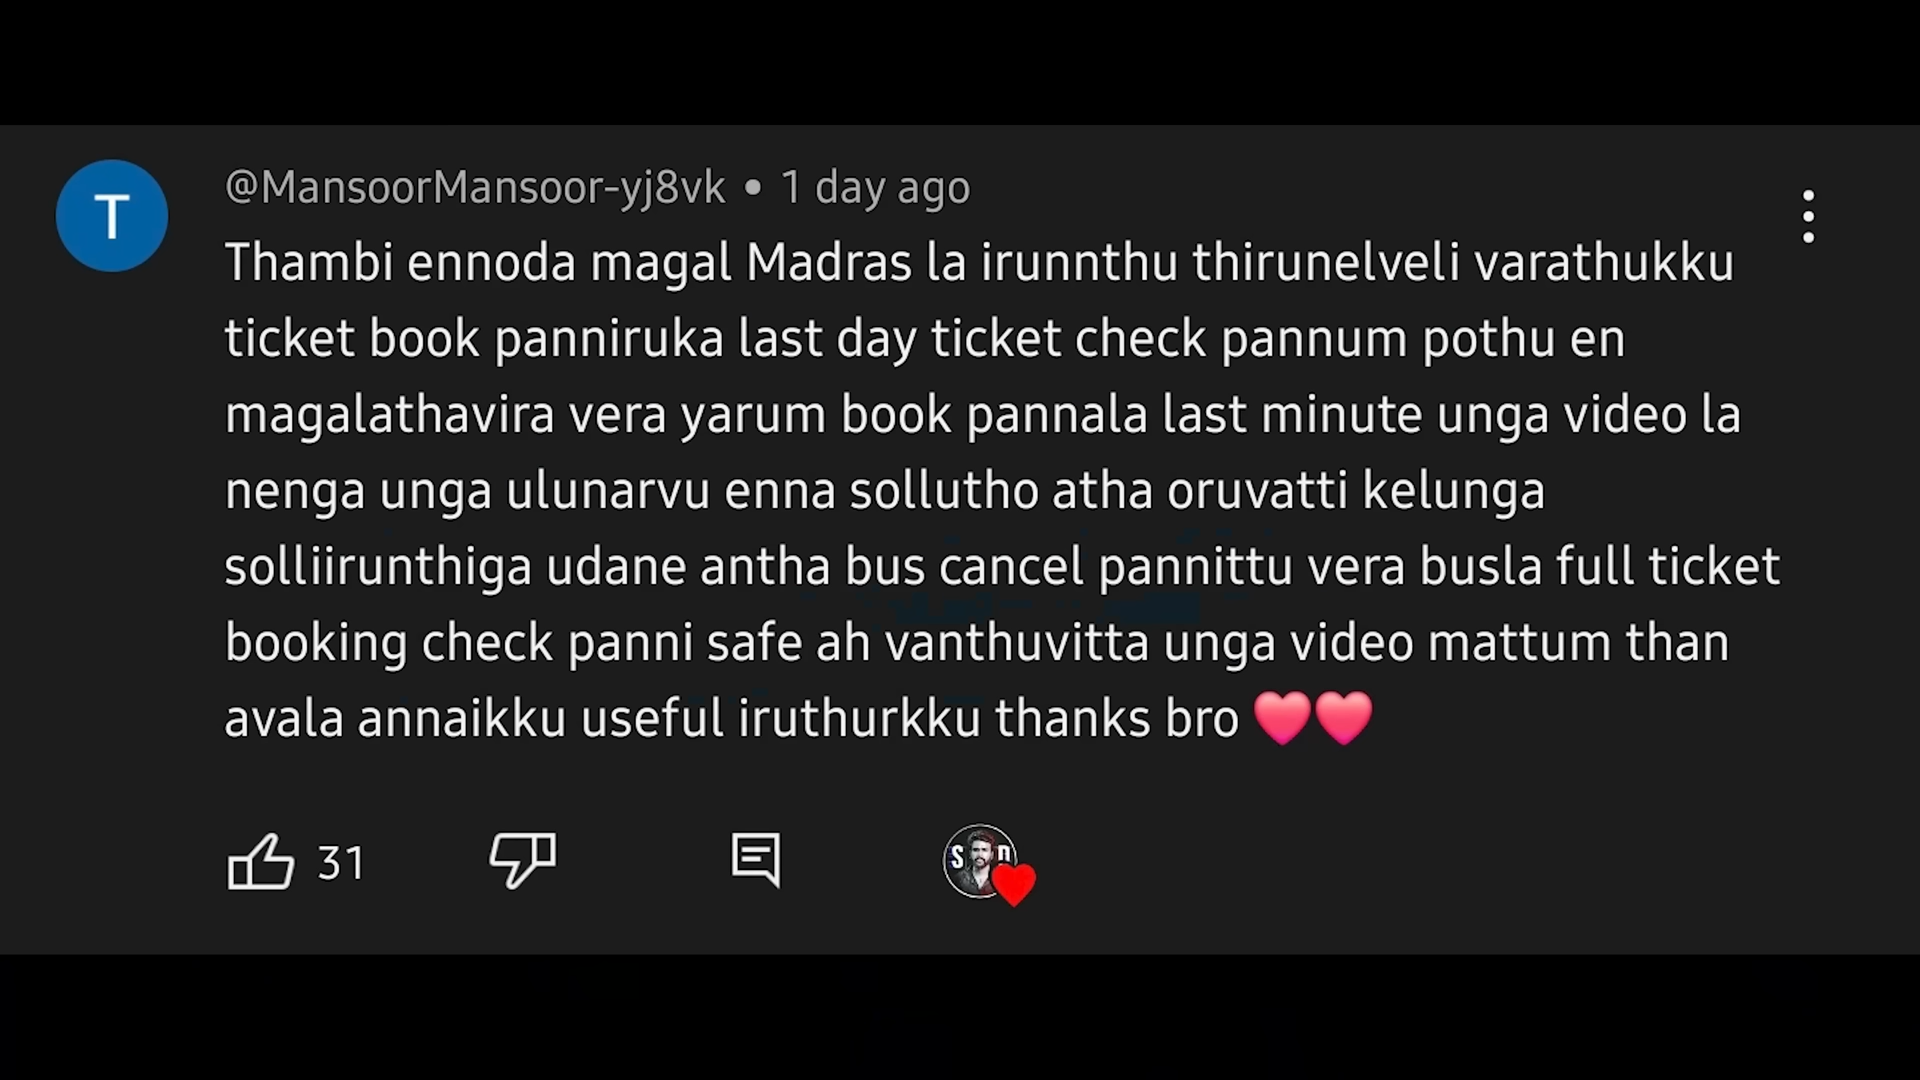 T
@MansoorMansoor-yj8vk • 1 day ago
Thambi ennoda magal Madras la irunnthu thirunelveli varathukku
ticket book panniruka last day ticket check pannum pothu en
magalathavira vera yarum book pannala last minute unga video la
nenga unga ulunarvu enna sollutho atha oruvatti kelunga
solliirunthiga udane antha bus cancel pannittu vera busla full ticket
booking check panni safe ah vanthuvitta unga video mattum than
avala annaikku useful iruthurkku thanks bro 💗💗
31